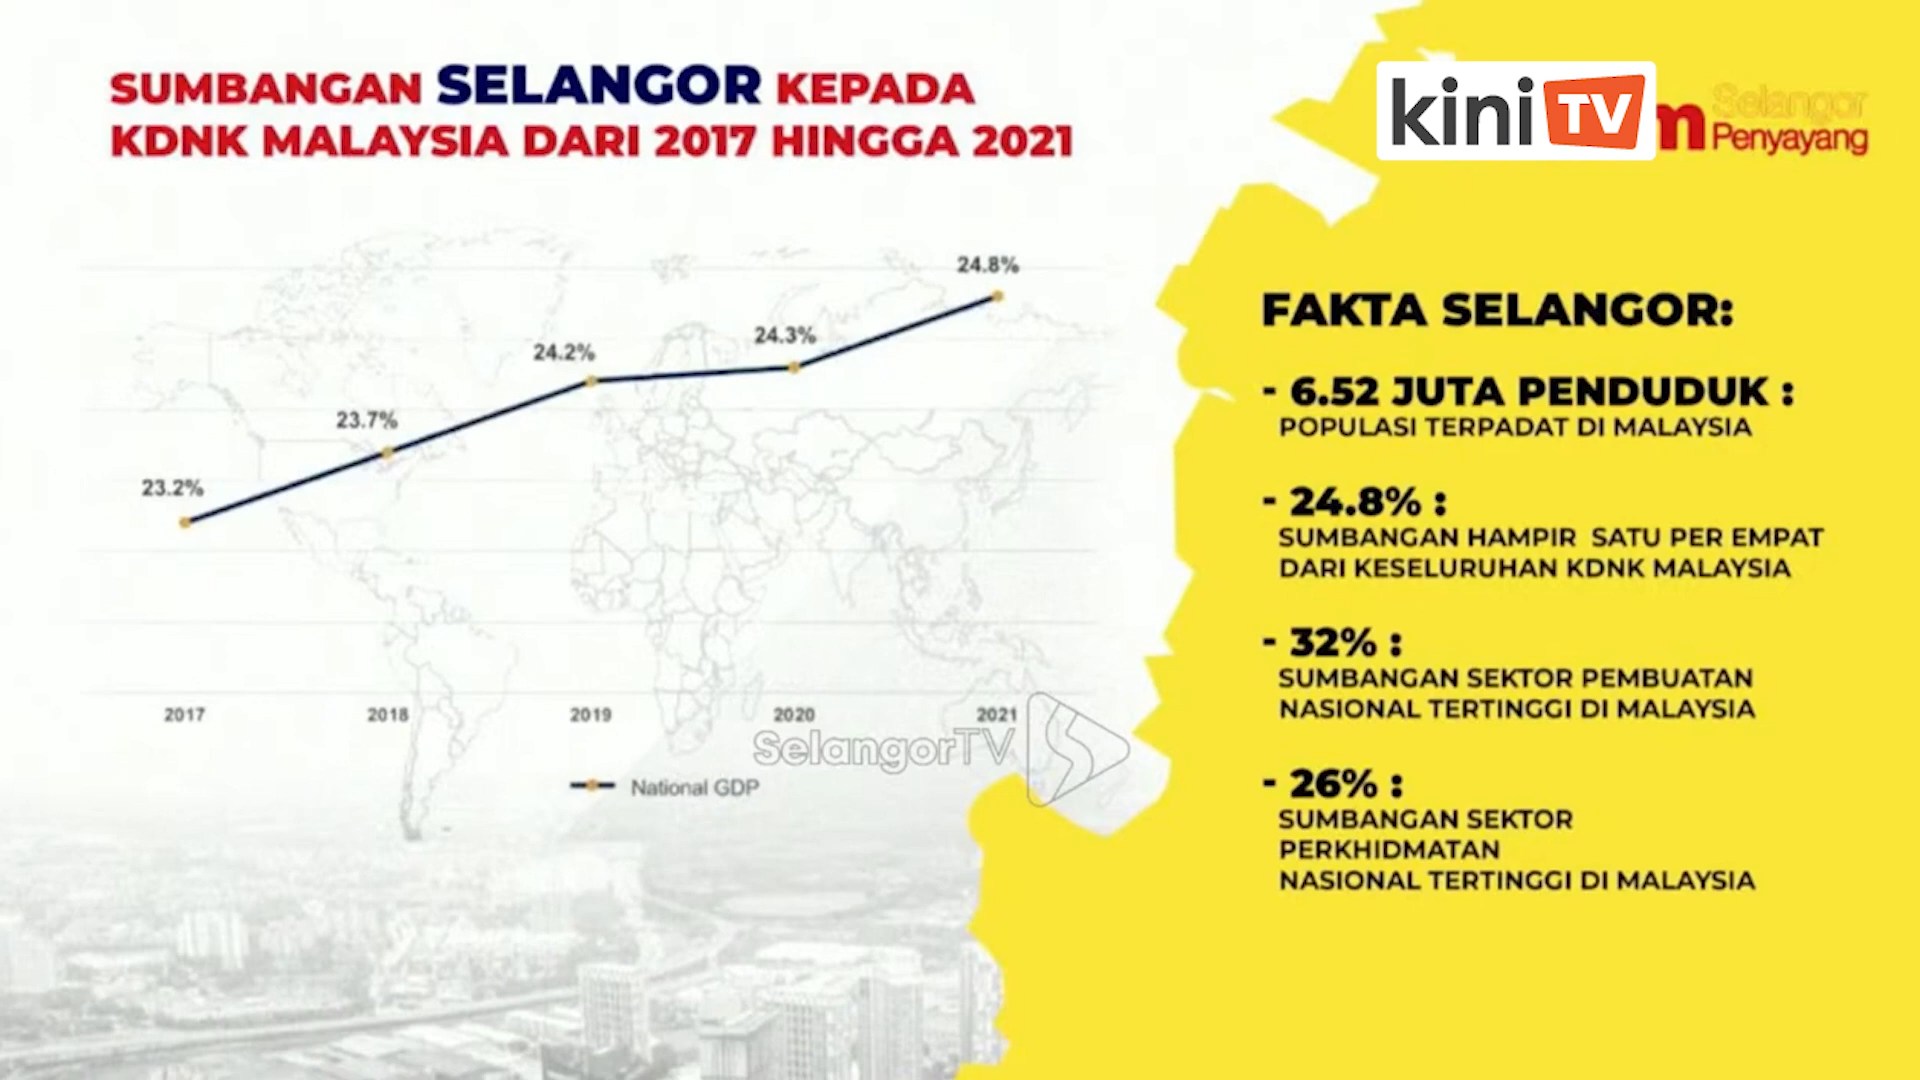 SUMBANGAN SELANGOR KEPADA
KDNK MALAYSIA DARI 2017 HINGGA 2021
kini TV
m Selangor
Penyayang
24.8%
24.3%
24.2%
23.7%
23.2%
2017 2018 2019 2020 2021
SelangorTV
National GDP
FAKTA SELANGOR:
- 6.52 JUTA PENDUDUK :
POPULASI TERPADAT DI MALAYSIA
- 24.8% :
SUMBANGAN HAMPIR SATU PER EMPAT
DARI KESELURUHAN KDNK MALAYSIA
- 32% :
SUMBANGAN SEKTOR PEMBUATAN
NASIONAL TERTINGGI DI MALAYSIA
- 26% :
SUMBANGAN SEKTOR
PERKHIDMATAN
NASIONAL TERTINGGI DI MALAYSIA